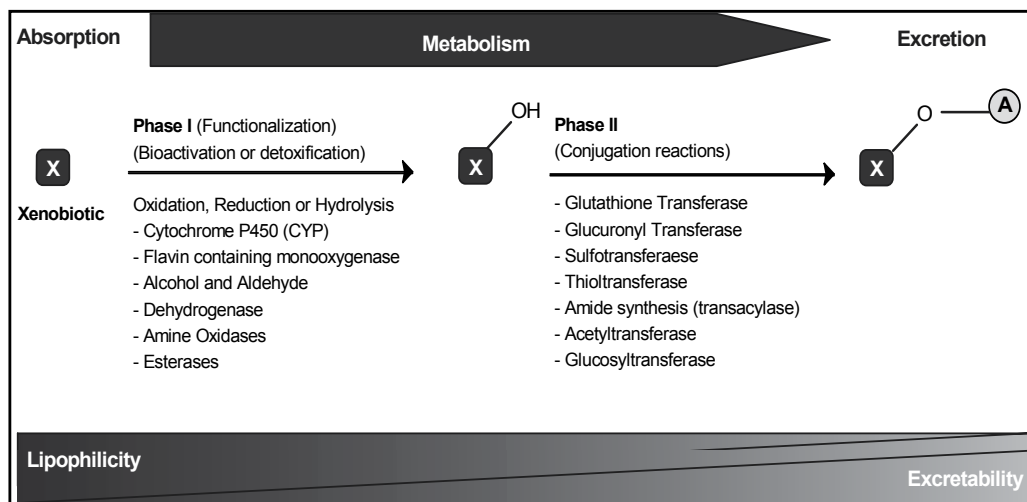 Absorption
Metabolism
Excretion
Phase I (Functionalization)
(Bioactivation or detoxification)
X
Xenobiotic
Oxidation, Reduction or Hydrolysis
- Cytochrome P450 (CYP)
- Flavin containing monooxygenase
- Alcohol and Aldehyde
- Dehydrogenase
- Amine Oxidases
- Esterases
OH
X
Phase II
(Conjugation reactions)
- Glutathione Transferase
- Glucuronyl Transferase
- Sulfotransferaese
- Thioltransferase
- Amide synthesis (transacylase)
- Acetyltransferase
- Glucosyltransferase
O
A
X
Lipophilicity
Excretability